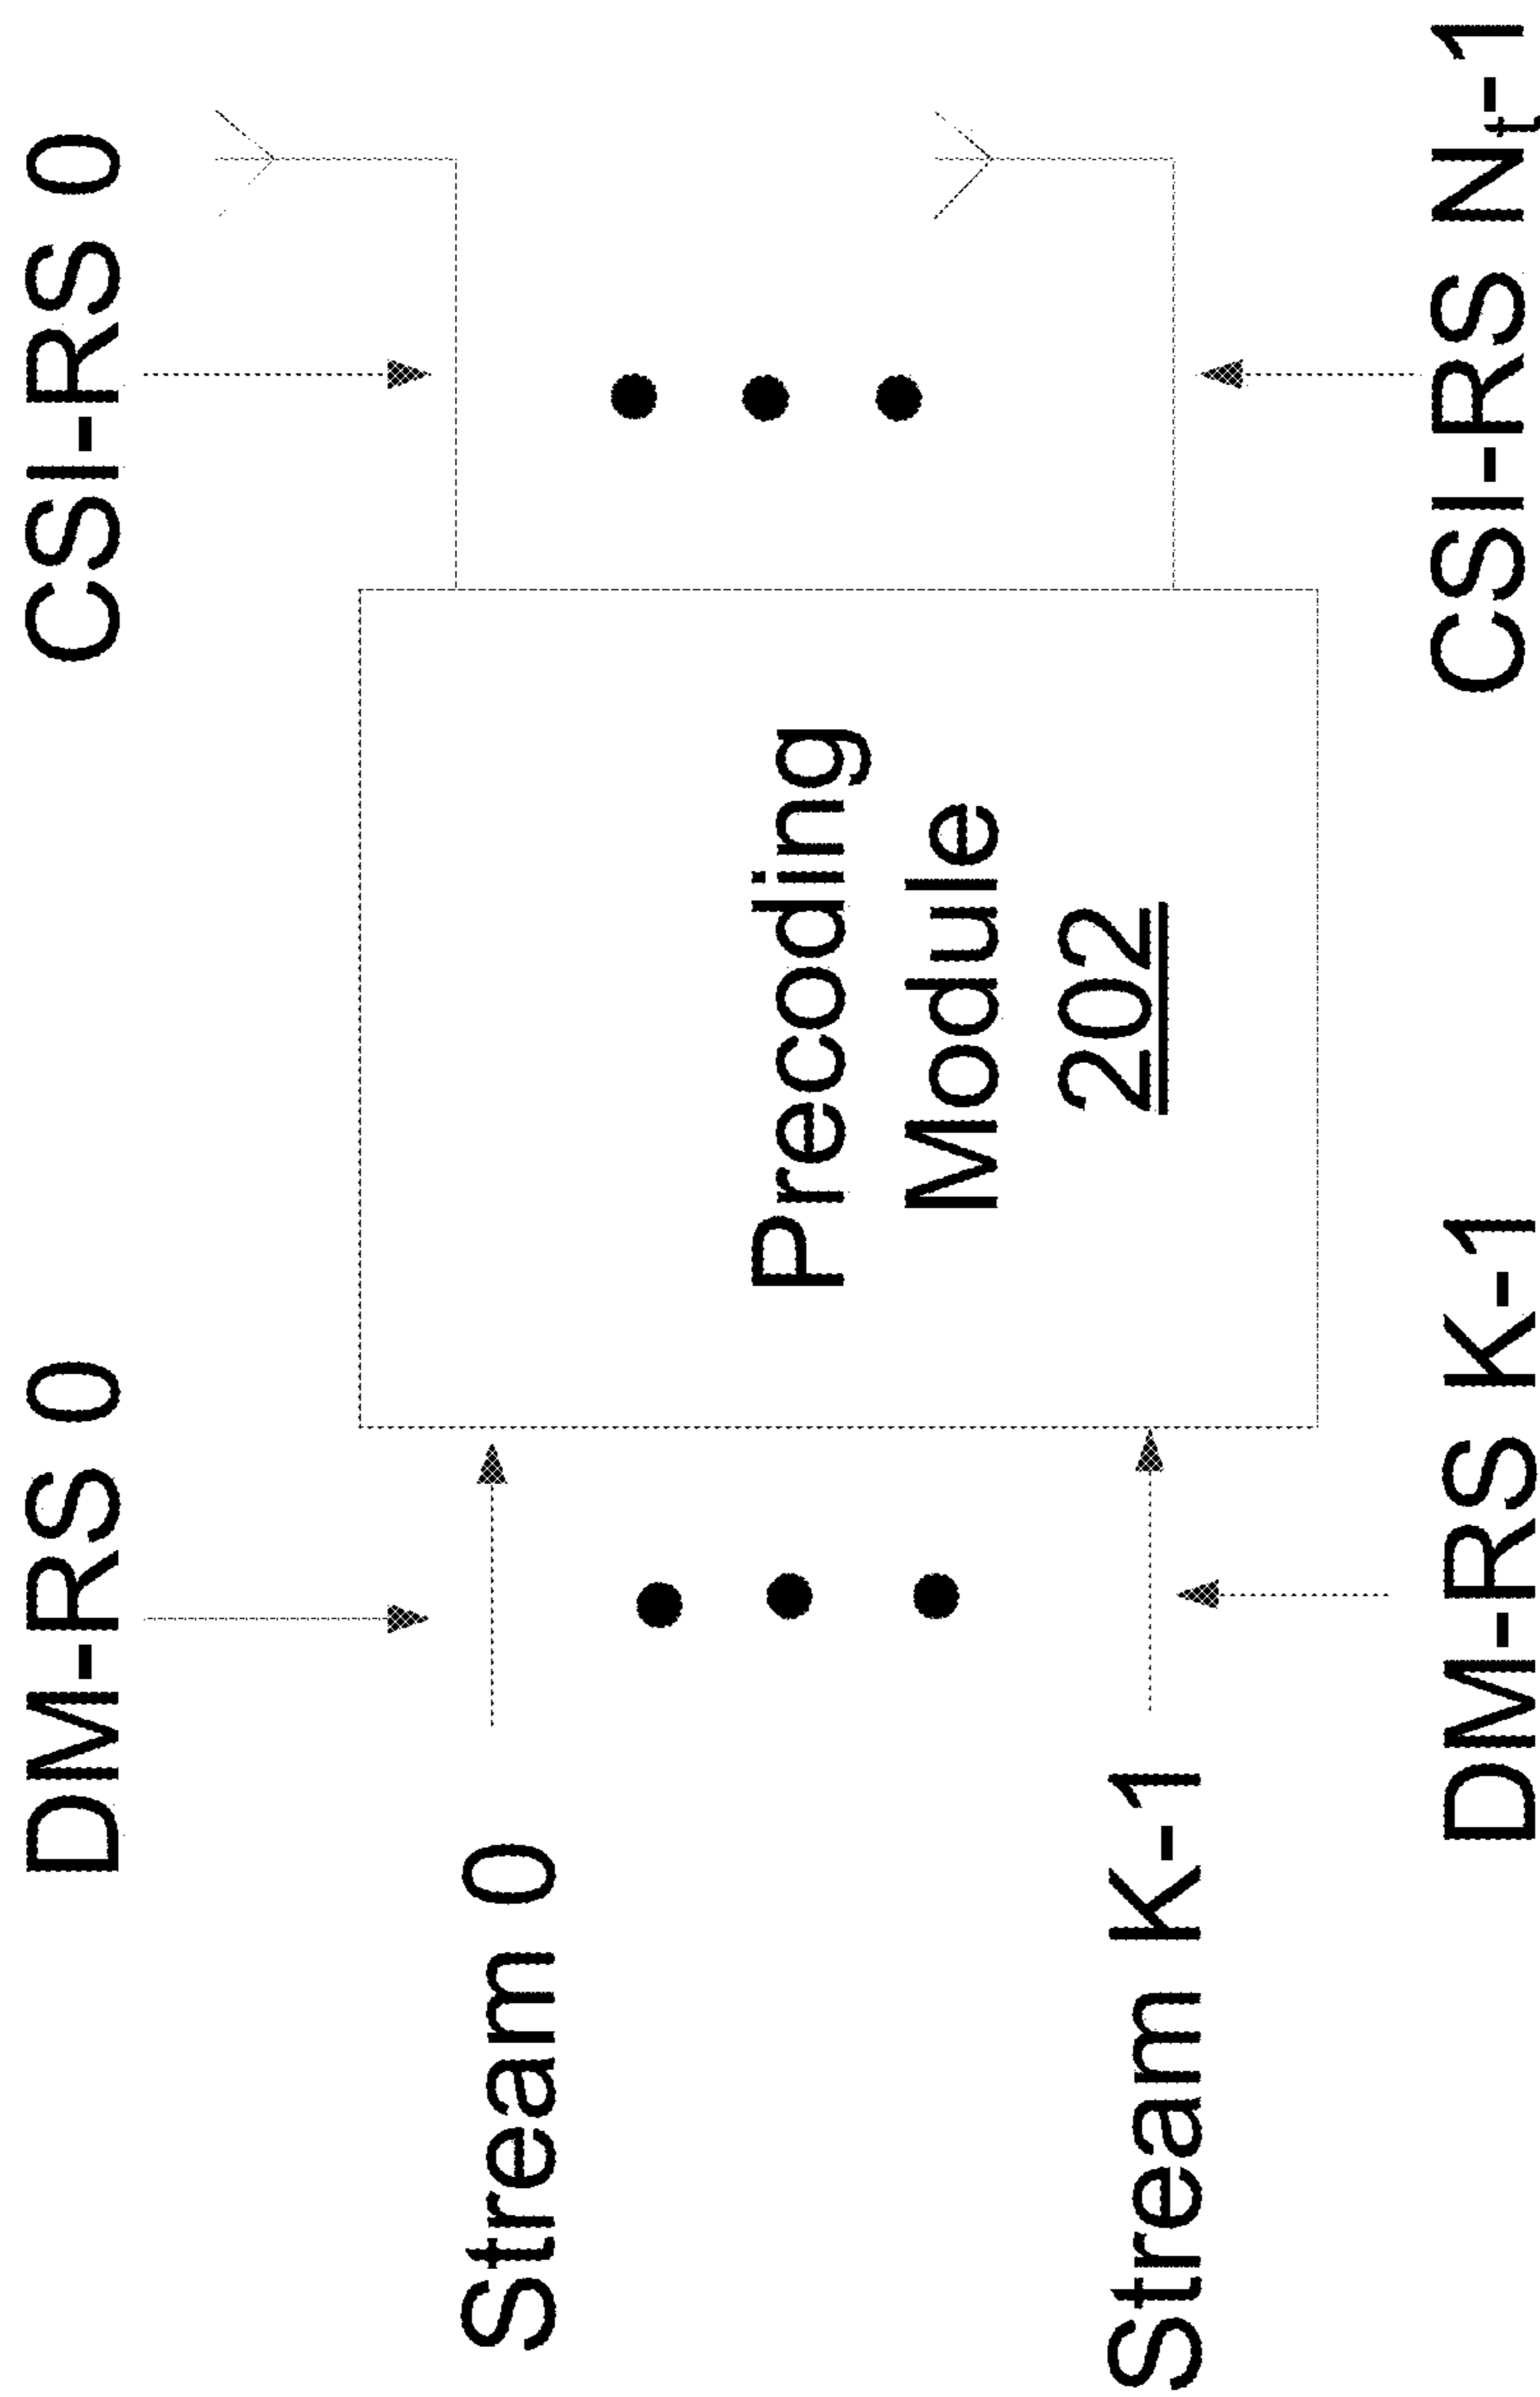 DM-RS 0
CSI-RS 0
Stream 0
Precoding
Module
202
Stream K-1
DM-RS K-1
CSI-RS Nt-1